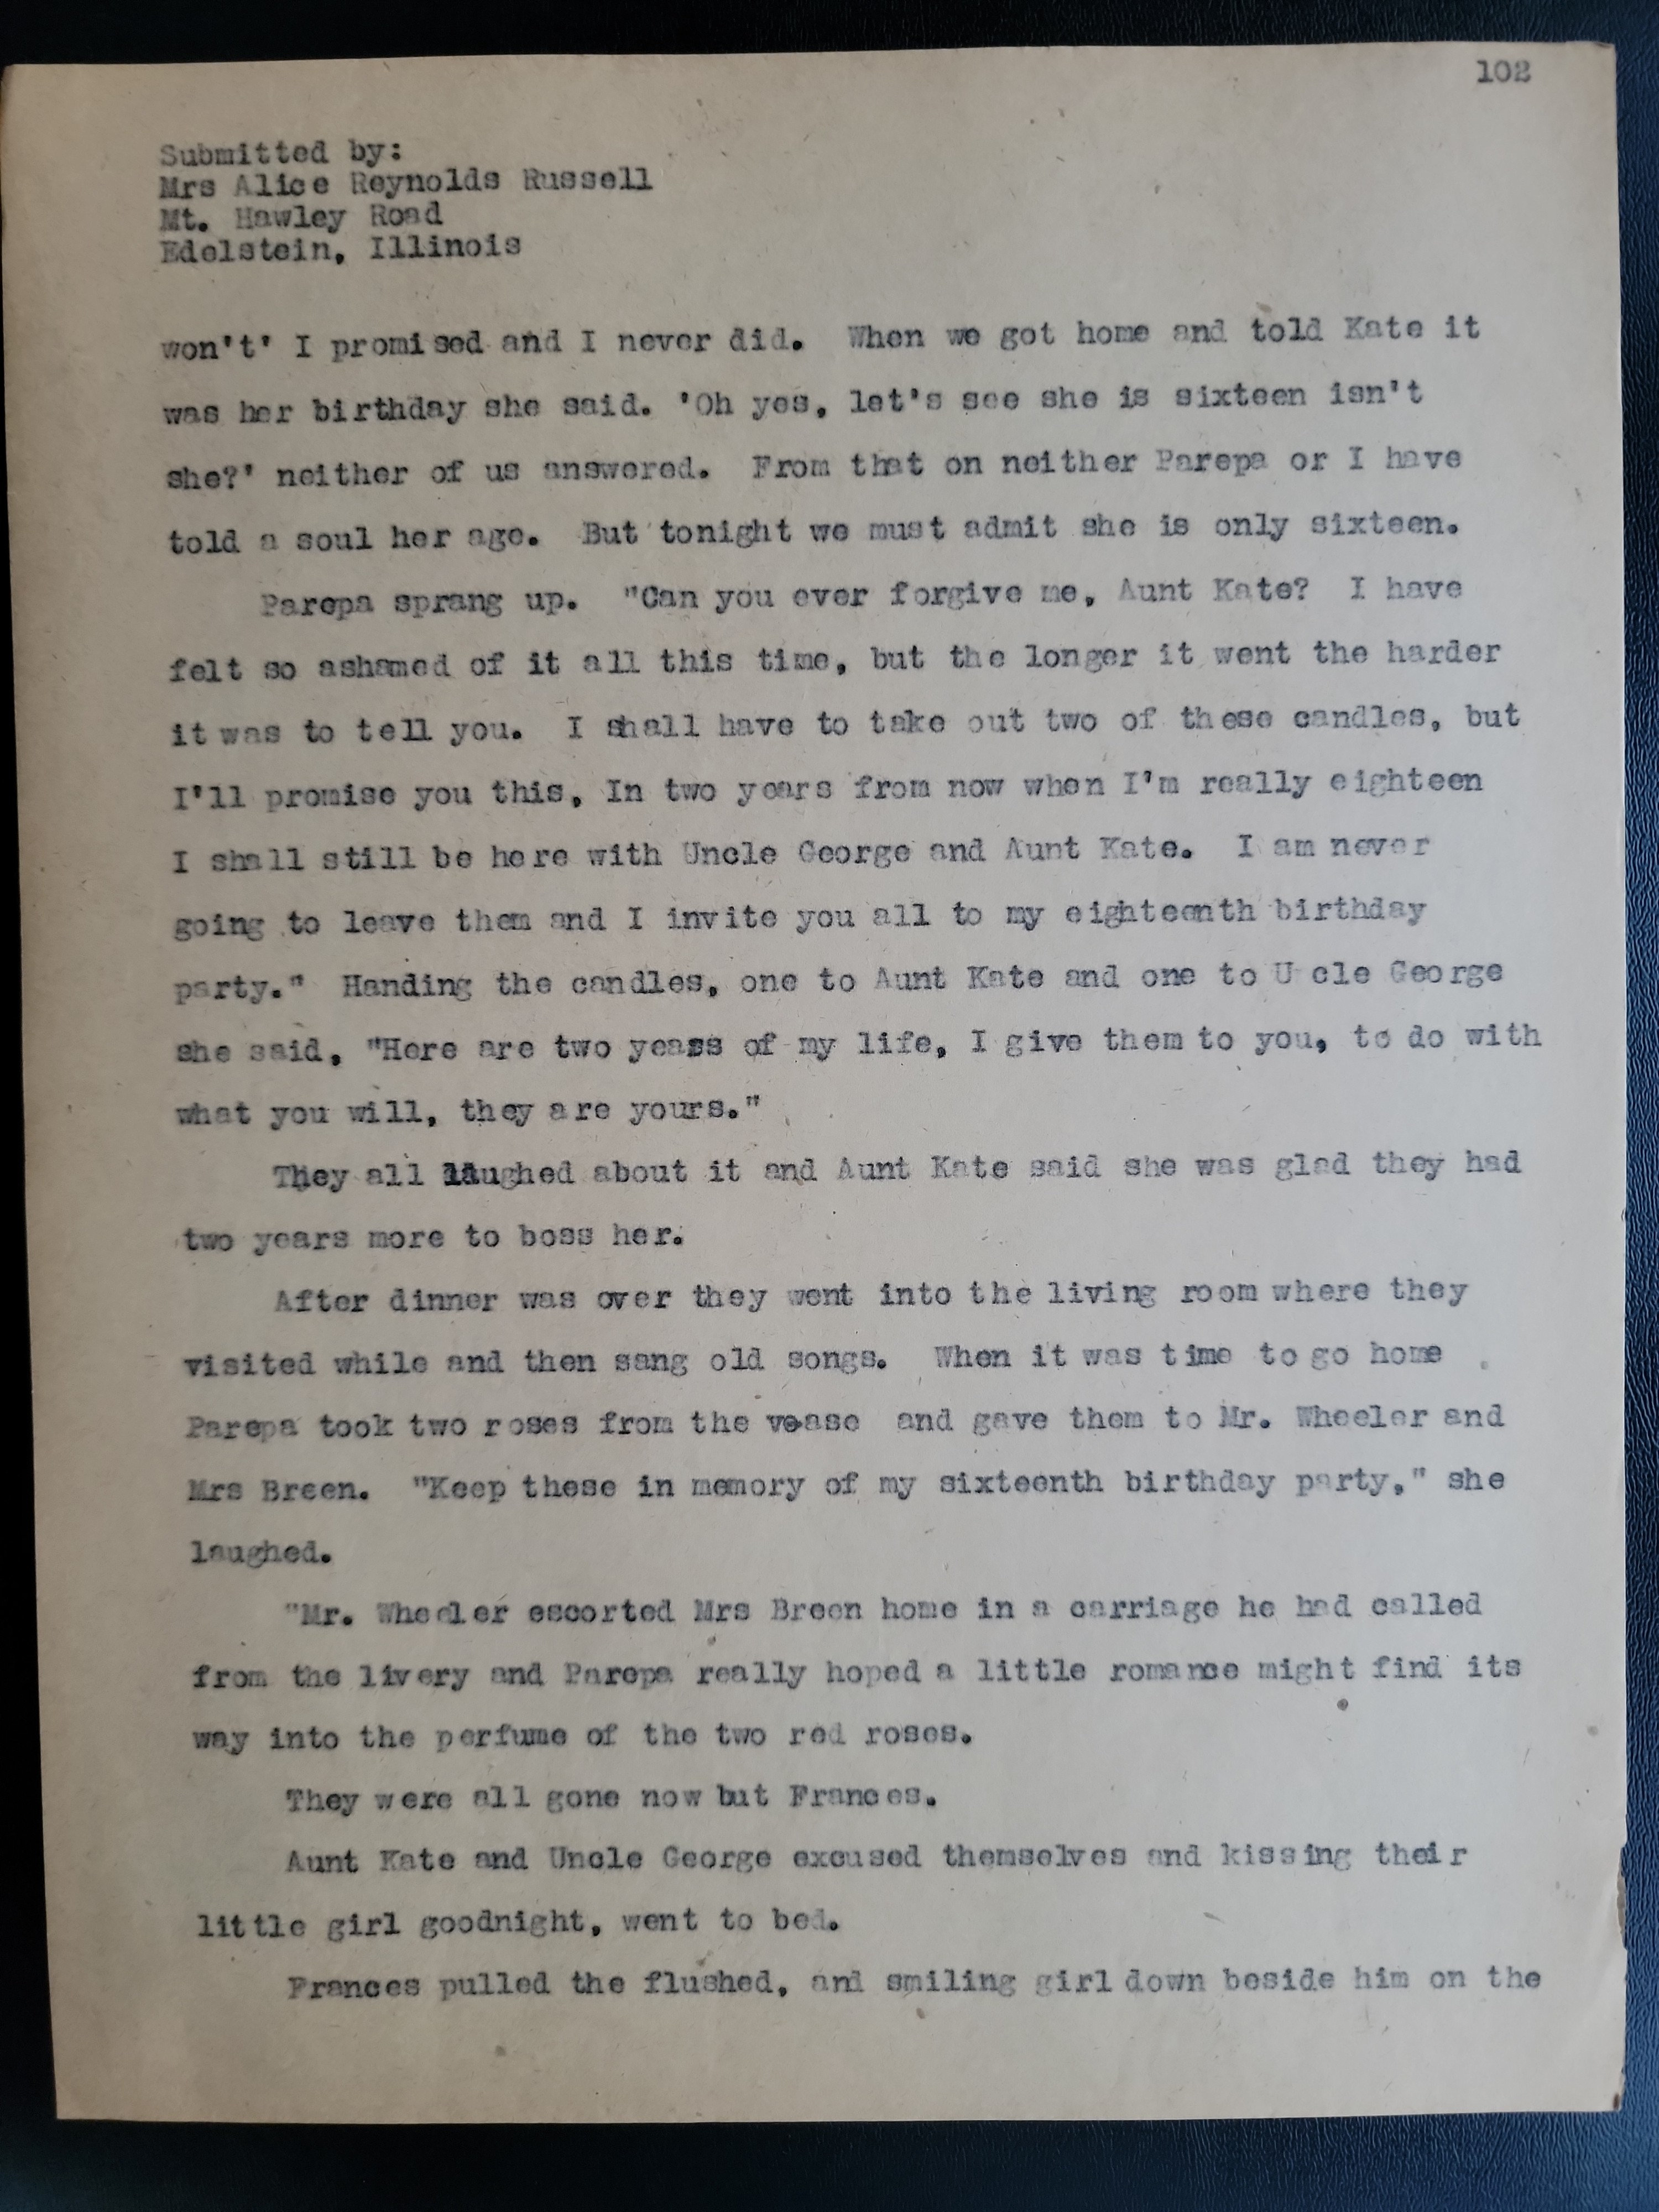 102
Submitted by:
Mrs Alice Reynolds Russell
Mt. Hawley Road
Edelstein, Illinois
won't' I promised and I never did.  When we got home and told Kate it
was her birthday she said. 'Oh yes, let's see she is sixteen isn't
she?' neither of us answered.  From that on neither Parepa or I have
told a soul her age.  But tonight we must admit she is only sixteen.
Parepa sprang up.  "Can you ever forgive me, Aunt Kate?  I have
felt so ashamed of it all this time, but the longer it went the harder
it was to tell you.  I shall have to take out two of these candles, but
I'll promise you this, In two years from now when I'm really eighteen
I shall still be here with Uncle George and Aunt Kate.  I am never
going to leave them and I invite you all to my eighteenth birthday
party."  Handing the candles, one to Aunt Kate and one to U cle George
she said, "Here are two years of my life, I give them to you, to do with
what you will, they are yours."
They all laughed about it and Aunt Kate said she was glad they had
two years more to boss her.
After dinner was over they went into the living room where they
visited while and then sang old songs.  When it was time to go home
Parepa took two roses from the vease  and gave them to Mr. Wheeler and
Mrs Breen.  "Keep these in memory of my sixteenth birthday party," she
laughed.
"Mr. Wheeler escorted Mrs Breen home in a carriage he had called
from the livery and Parepa really hoped a little romance might find its
way into the perfume of the two red roses.
They were all gone now but Frances.
Aunt Kate and Uncle George excused themselves and kissing their
little girl goodnight, went to bed.
Frances pulled the flushed, and smiling girl down beside him on the